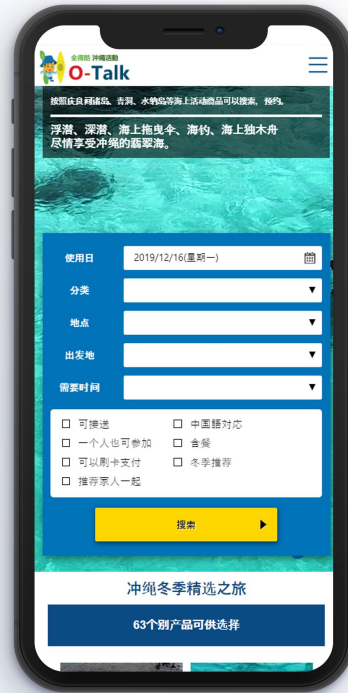 全得酷 沖縄活動
O-Talk
按照庆良间诸岛、青洞、水纳岛等海上活动商品可以搜索、预约。
浮潜、深潜、海上拖曳伞、海钓、海上独木舟
尽情享受冲绳的翡翠海。
使用日 2019/12/16(星期一)
分类
地点
出发地
需要时间
可接送 中国語対応
一个人也可参加 含餐
可以刷卡支付 冬季推荐
推荐家人一起
搜索
冲绳冬季精选之旅
63个别产品可供选择